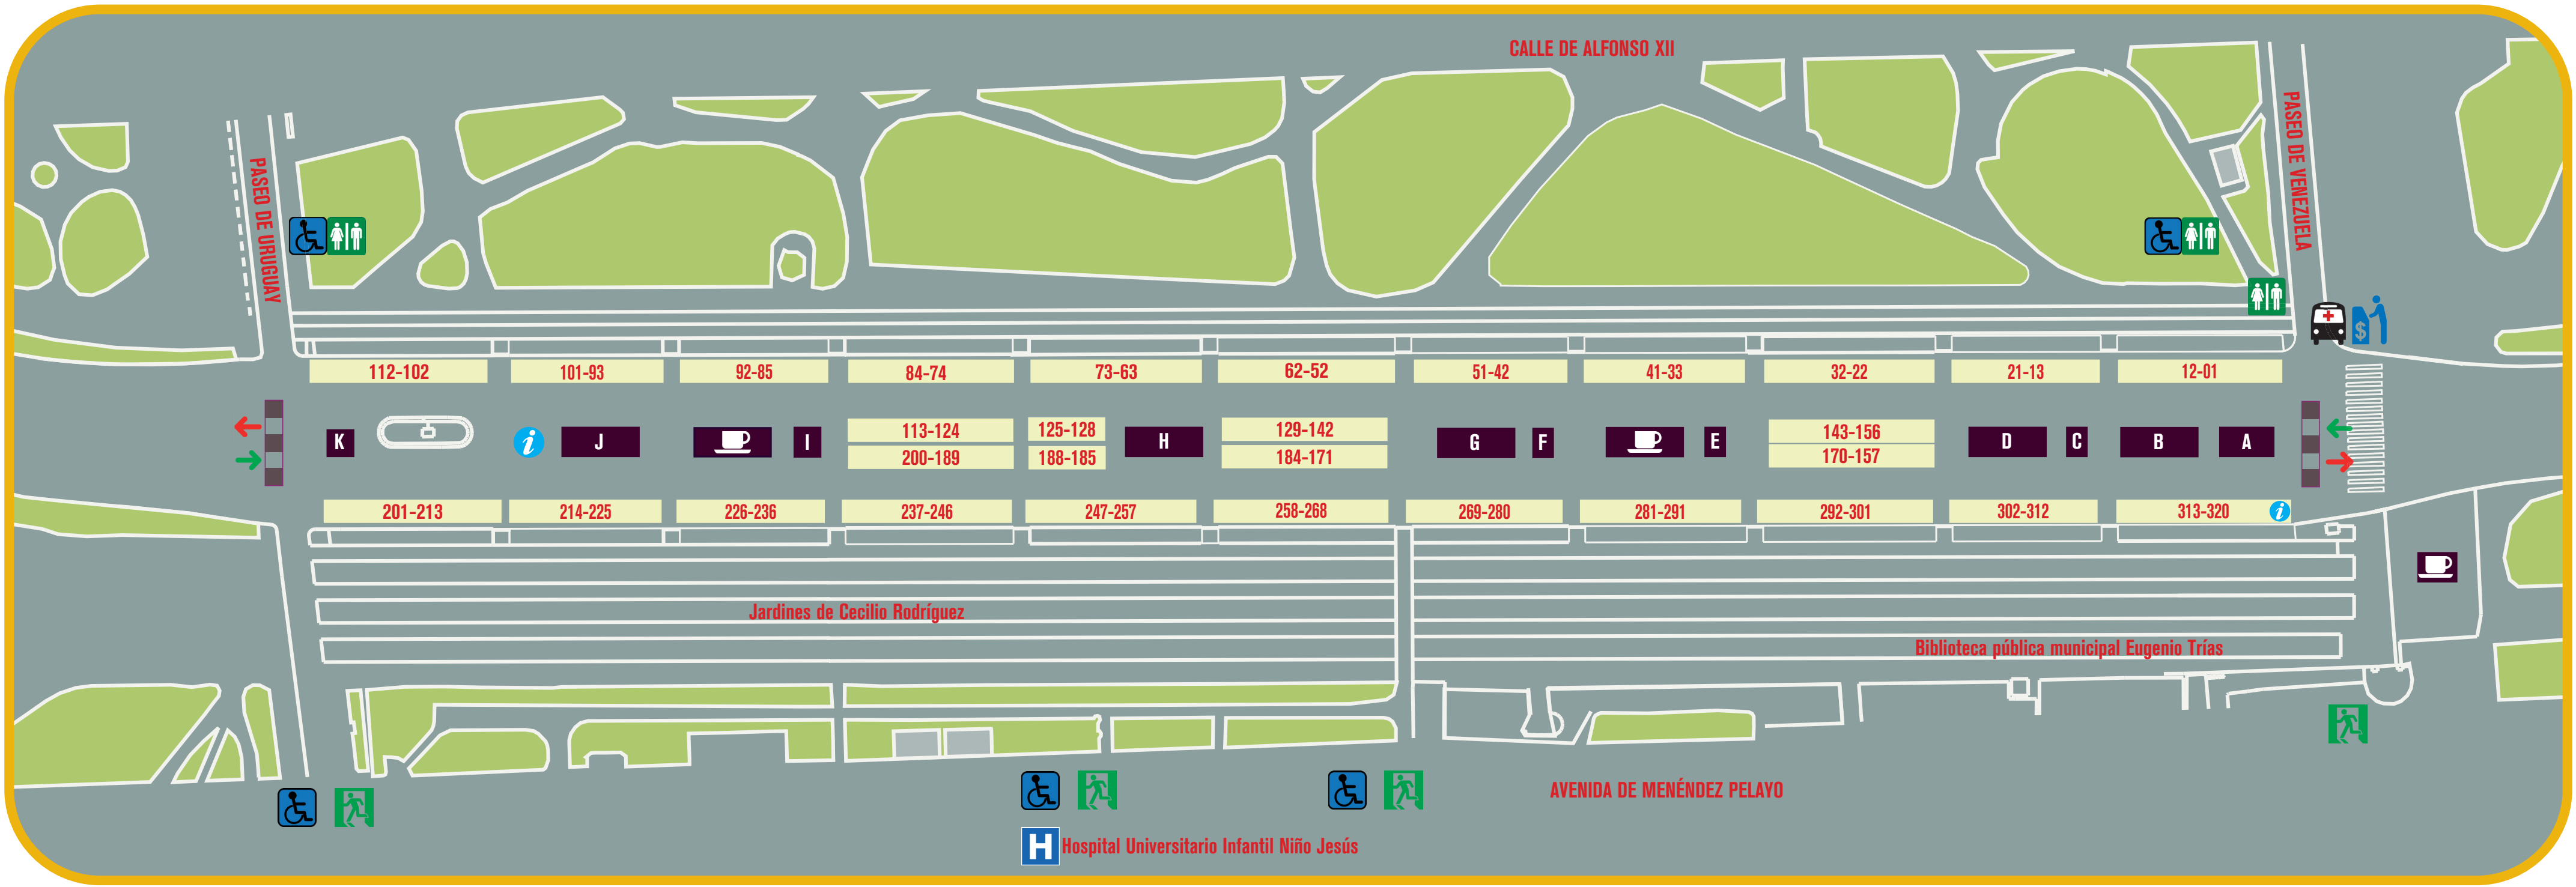 CALLE DE ALFONSO XII
PASEO DE URUGUAY
PASEO DE VENEZUELA
$
112-102
101-93
92-85
84-74
73-63
62-52
51-42
41-33
32-22
21-13
12-01
K
i
J
I
113-124
200-189
125-128
188-185
H
129-142
184-171
G
F
E
143-156
170-157
D
C
B
A
201-213
214-225
226-236
237-246
247-257
258-268
269-280
281-291
292-301
302-312
313-320
i
Jardines de Cecilio Rodríguez
Biblioteca pública municipal Eugenio Trías
AVENIDA DE MENÉNDEZ PELAYO
H Hospital Universitario Infantil Niño Jesús